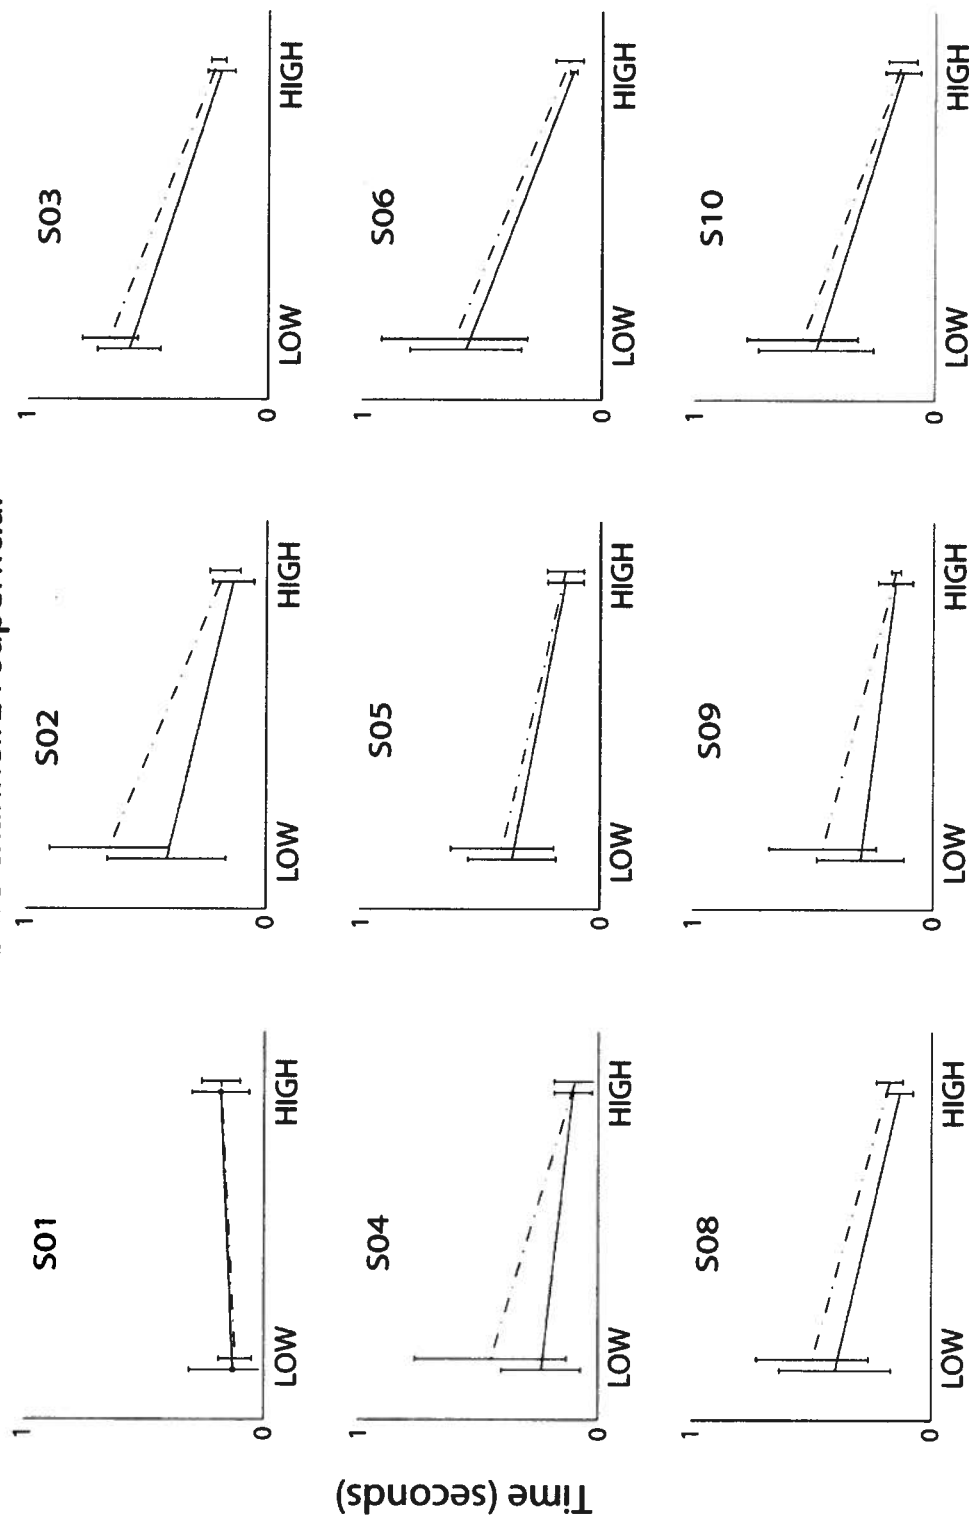 S01
1
0
LOW
HIGH
S02
1
0
LOW
HIGH
S03
1
0
LOW
HIGH
Time (seconds)
S04
1
0
LOW
HIGH
S05
1
0
LOW
HIGH
S06
1
0
LOW
HIGH
S08
1
0
LOW
HIGH
S09
1
0
LOW
HIGH
S10
1
0
LOW
HIGH